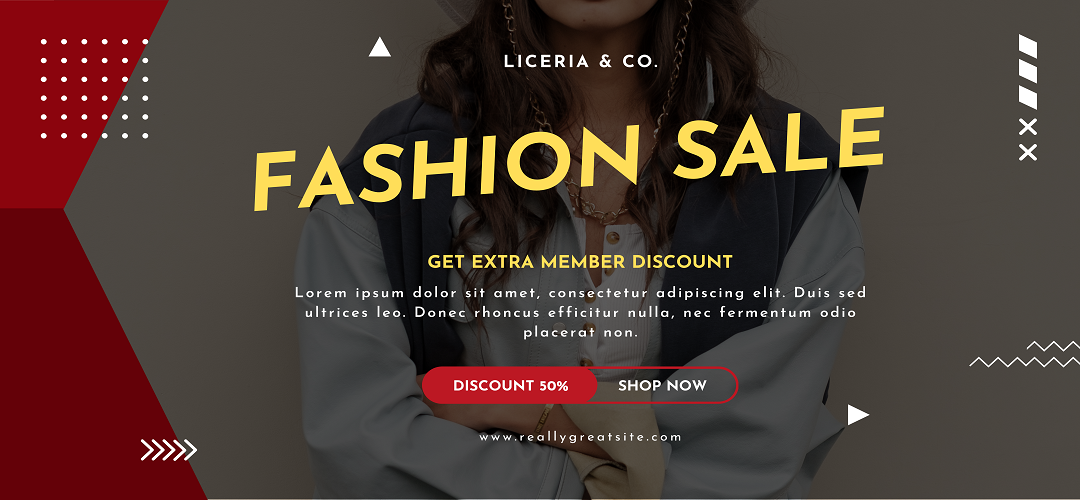 LICERIA & CO.
FASHION SALE
GET EXTRA MEMBER DISCOUNT
Lorem ipsum dolor sit amet, consectetur adipiscing elit. Duis sed
ultrices leo. Donec rhoncus efficitur nulla, nec fermentum odio
placerat non.
DISCOUNT 50% SHOP NOW
www.reallygreatsite.com